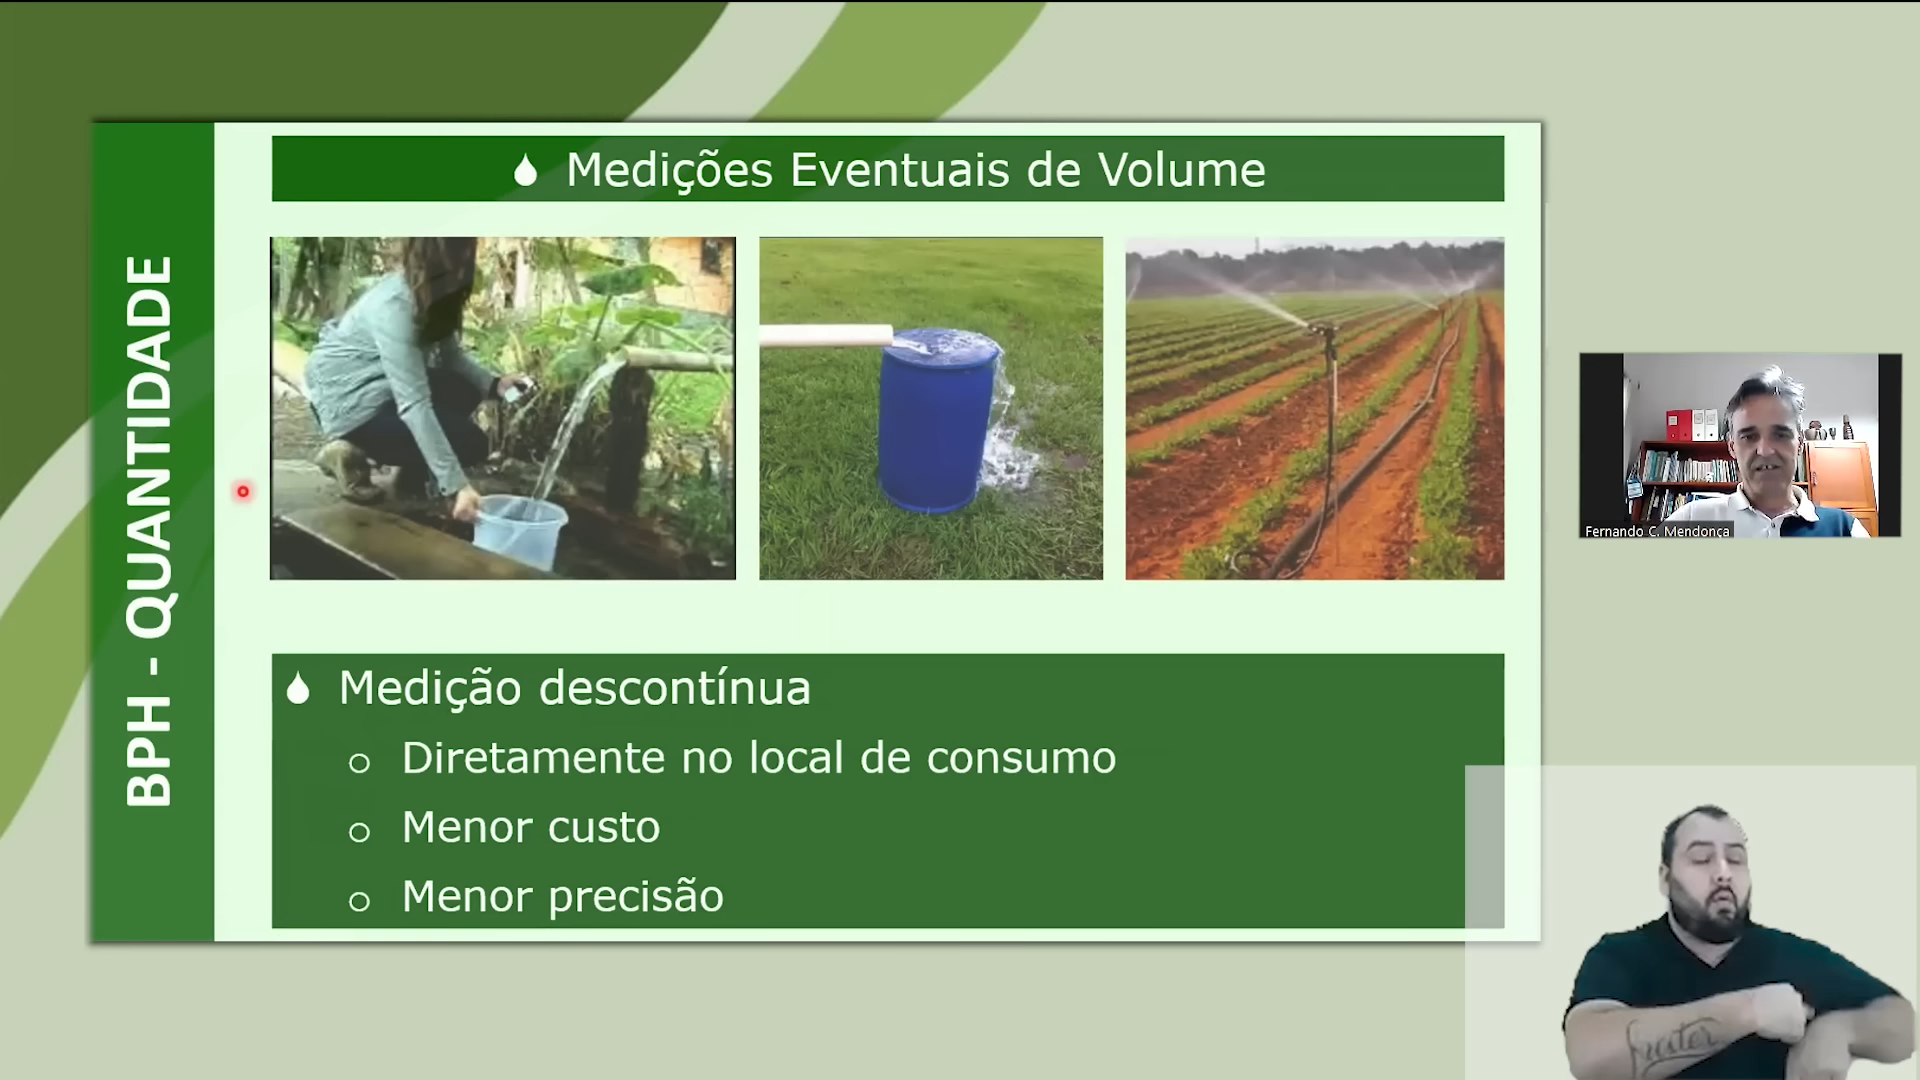 BPH - QUANTIDADE
Medições Eventuais de Volume
Medição descontínua
Diretamente no local de consumo
Menor custo
Menor precisão
Fernando C. Mendonça